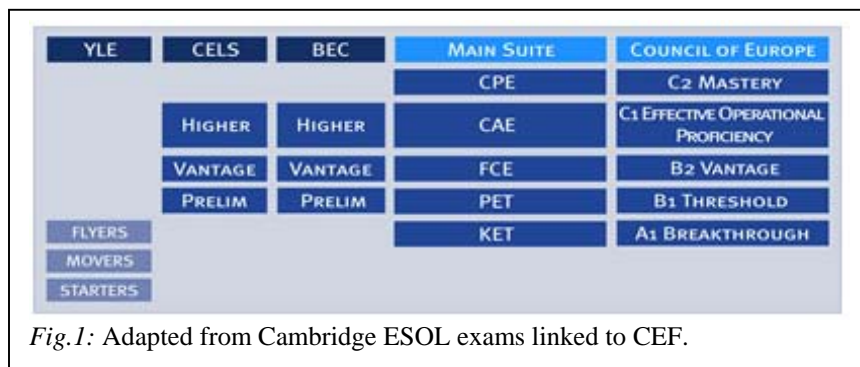 YLE CELS BEC MAIN SUITE COUNCIL OF EUROPE
CPE C2 MASTERY
HIGHER HIGHER CAE C1 EFFECTIVE OPERATIONAL
PROFICIENCY
VANTAGE VANTAGE FCE B2 VANTAGE
PRELIM PRELIM PET B1 THRESHOLD
FLYERS KET A1 BREAKTHROUGH
MOVERS
STARTERS
Fig.1: Adapted from Cambridge ESOL exams linked to CEF.